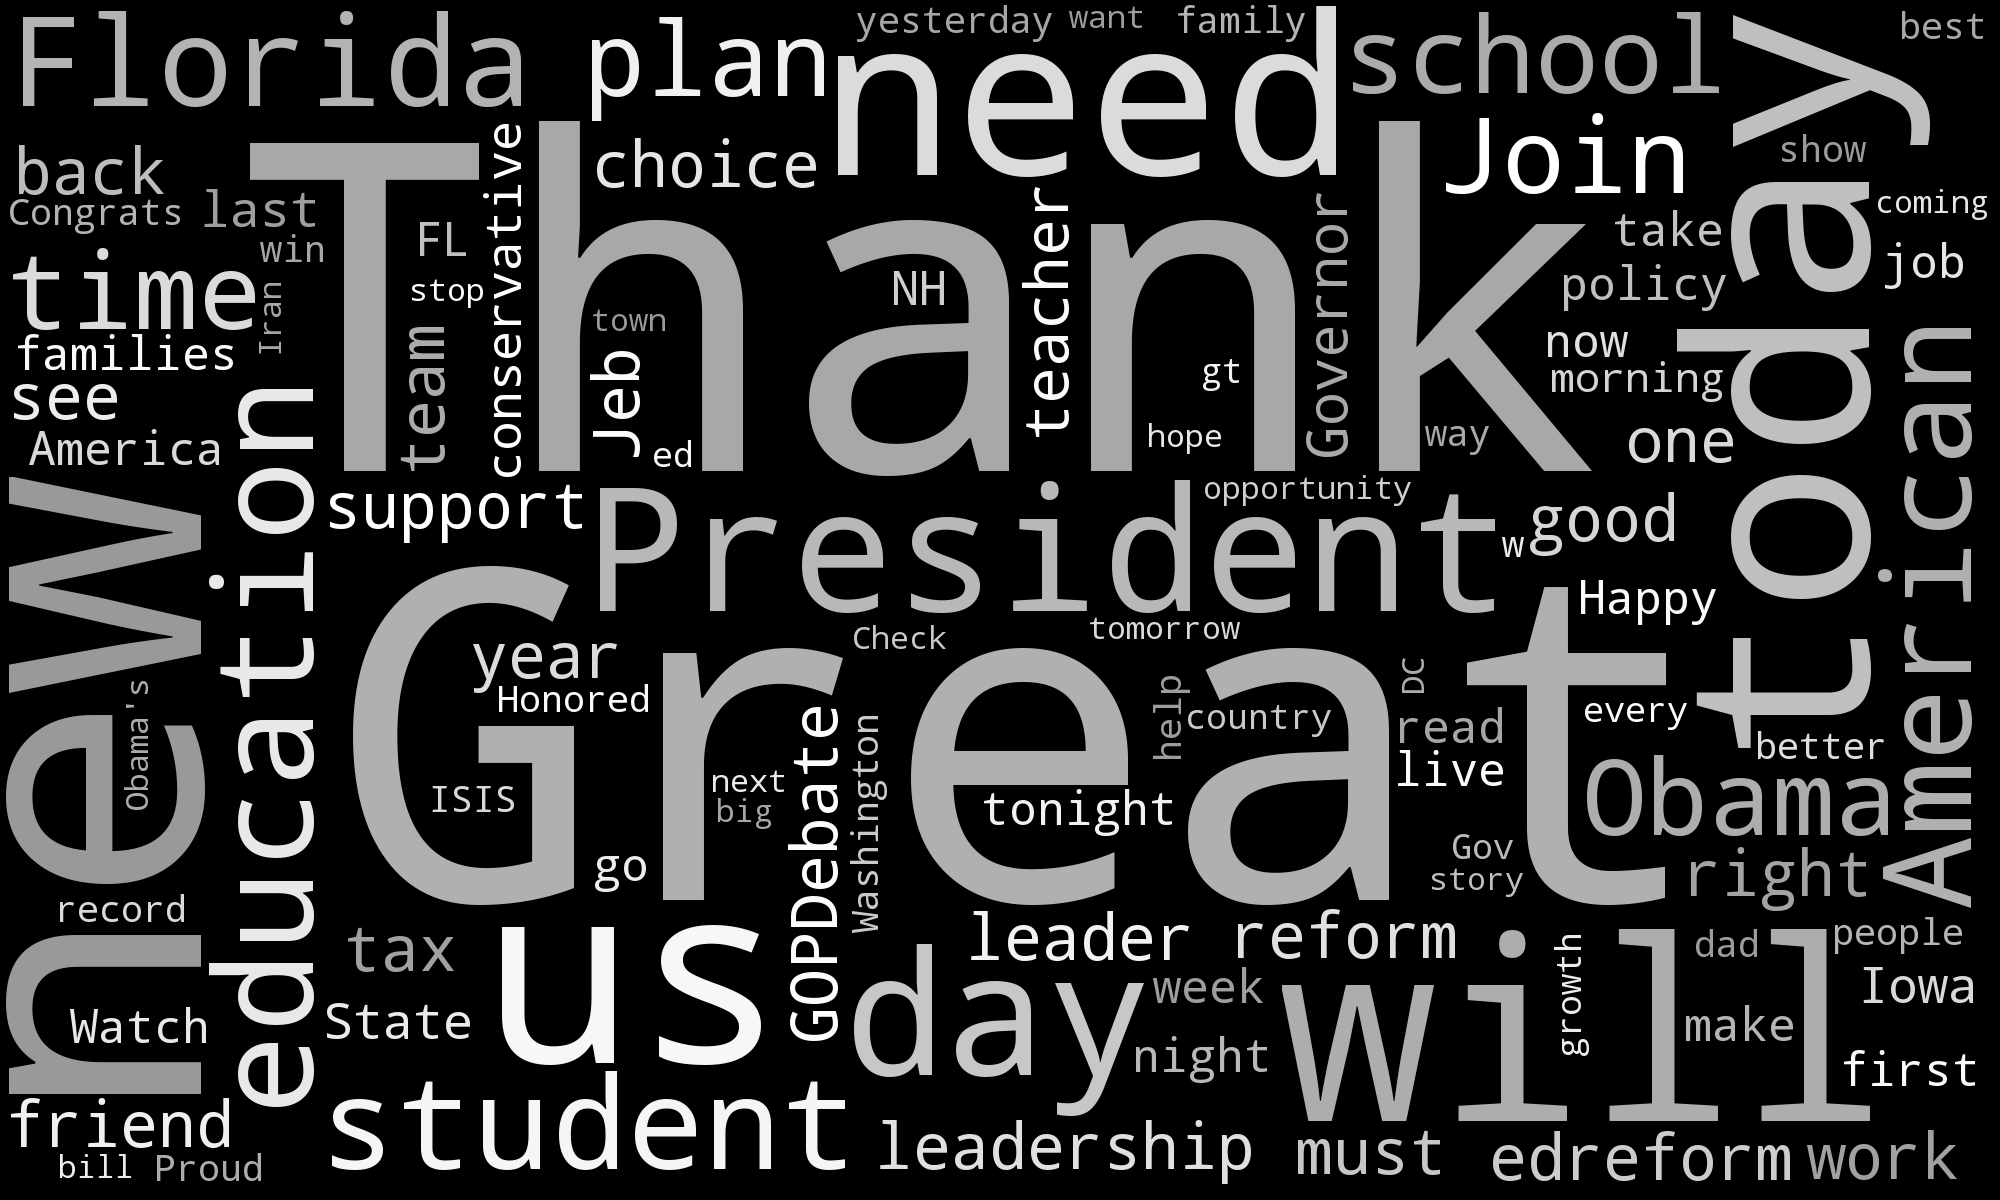 Florida
plan
yesterday
want
family
need
school
today
best
back
Congrats
last
Thank
conservative
choice
Join
show
coming
time
win
FL
stop
Iran
team
town
Jeb
ed
NH
teacher
gt
hope
Governor
way
take
policy
job
now
morning
one
American
families
see
America
new
education
support
President
opportunity
w
good
Happy
Great
year
Honored
Check
tomorrow
DC
help
country
read
live
every
better
Obama's
ISIS
next
big
go
GOPDebate
Washington
tonight
Gov
story
Obama
right
record
Watch
tax
State
us
day
leader
reform
week
night
will
growth
dad
people
Iowa
make
first
friend
bill
Proud
student
leadership
must
edreform
work